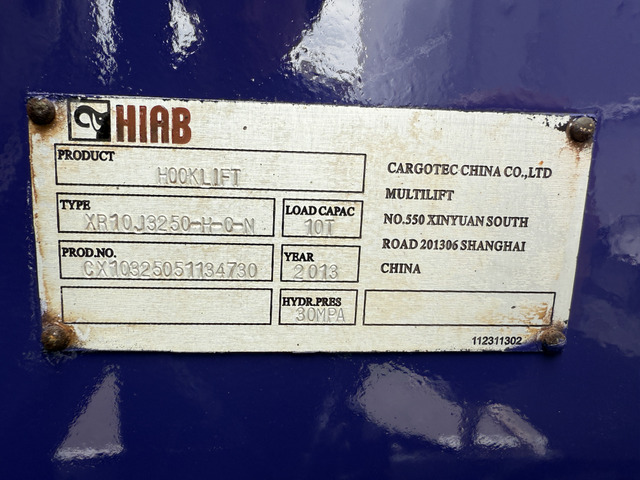 HIAB
PRODUCT
HOOKLIFT
TYPE
XR10J3250-H-0-N
LOAD CAPAC
10T
PROD.NO.
CX10325051134730
YEAR
2013
HYDR.PRES
30MPA
CARGOTEC CHINA CO.,LTD
MULTILIFT
NO.550 XINYUAN SOUTH
ROAD 201306 SHANGHAI
CHINA
112311302